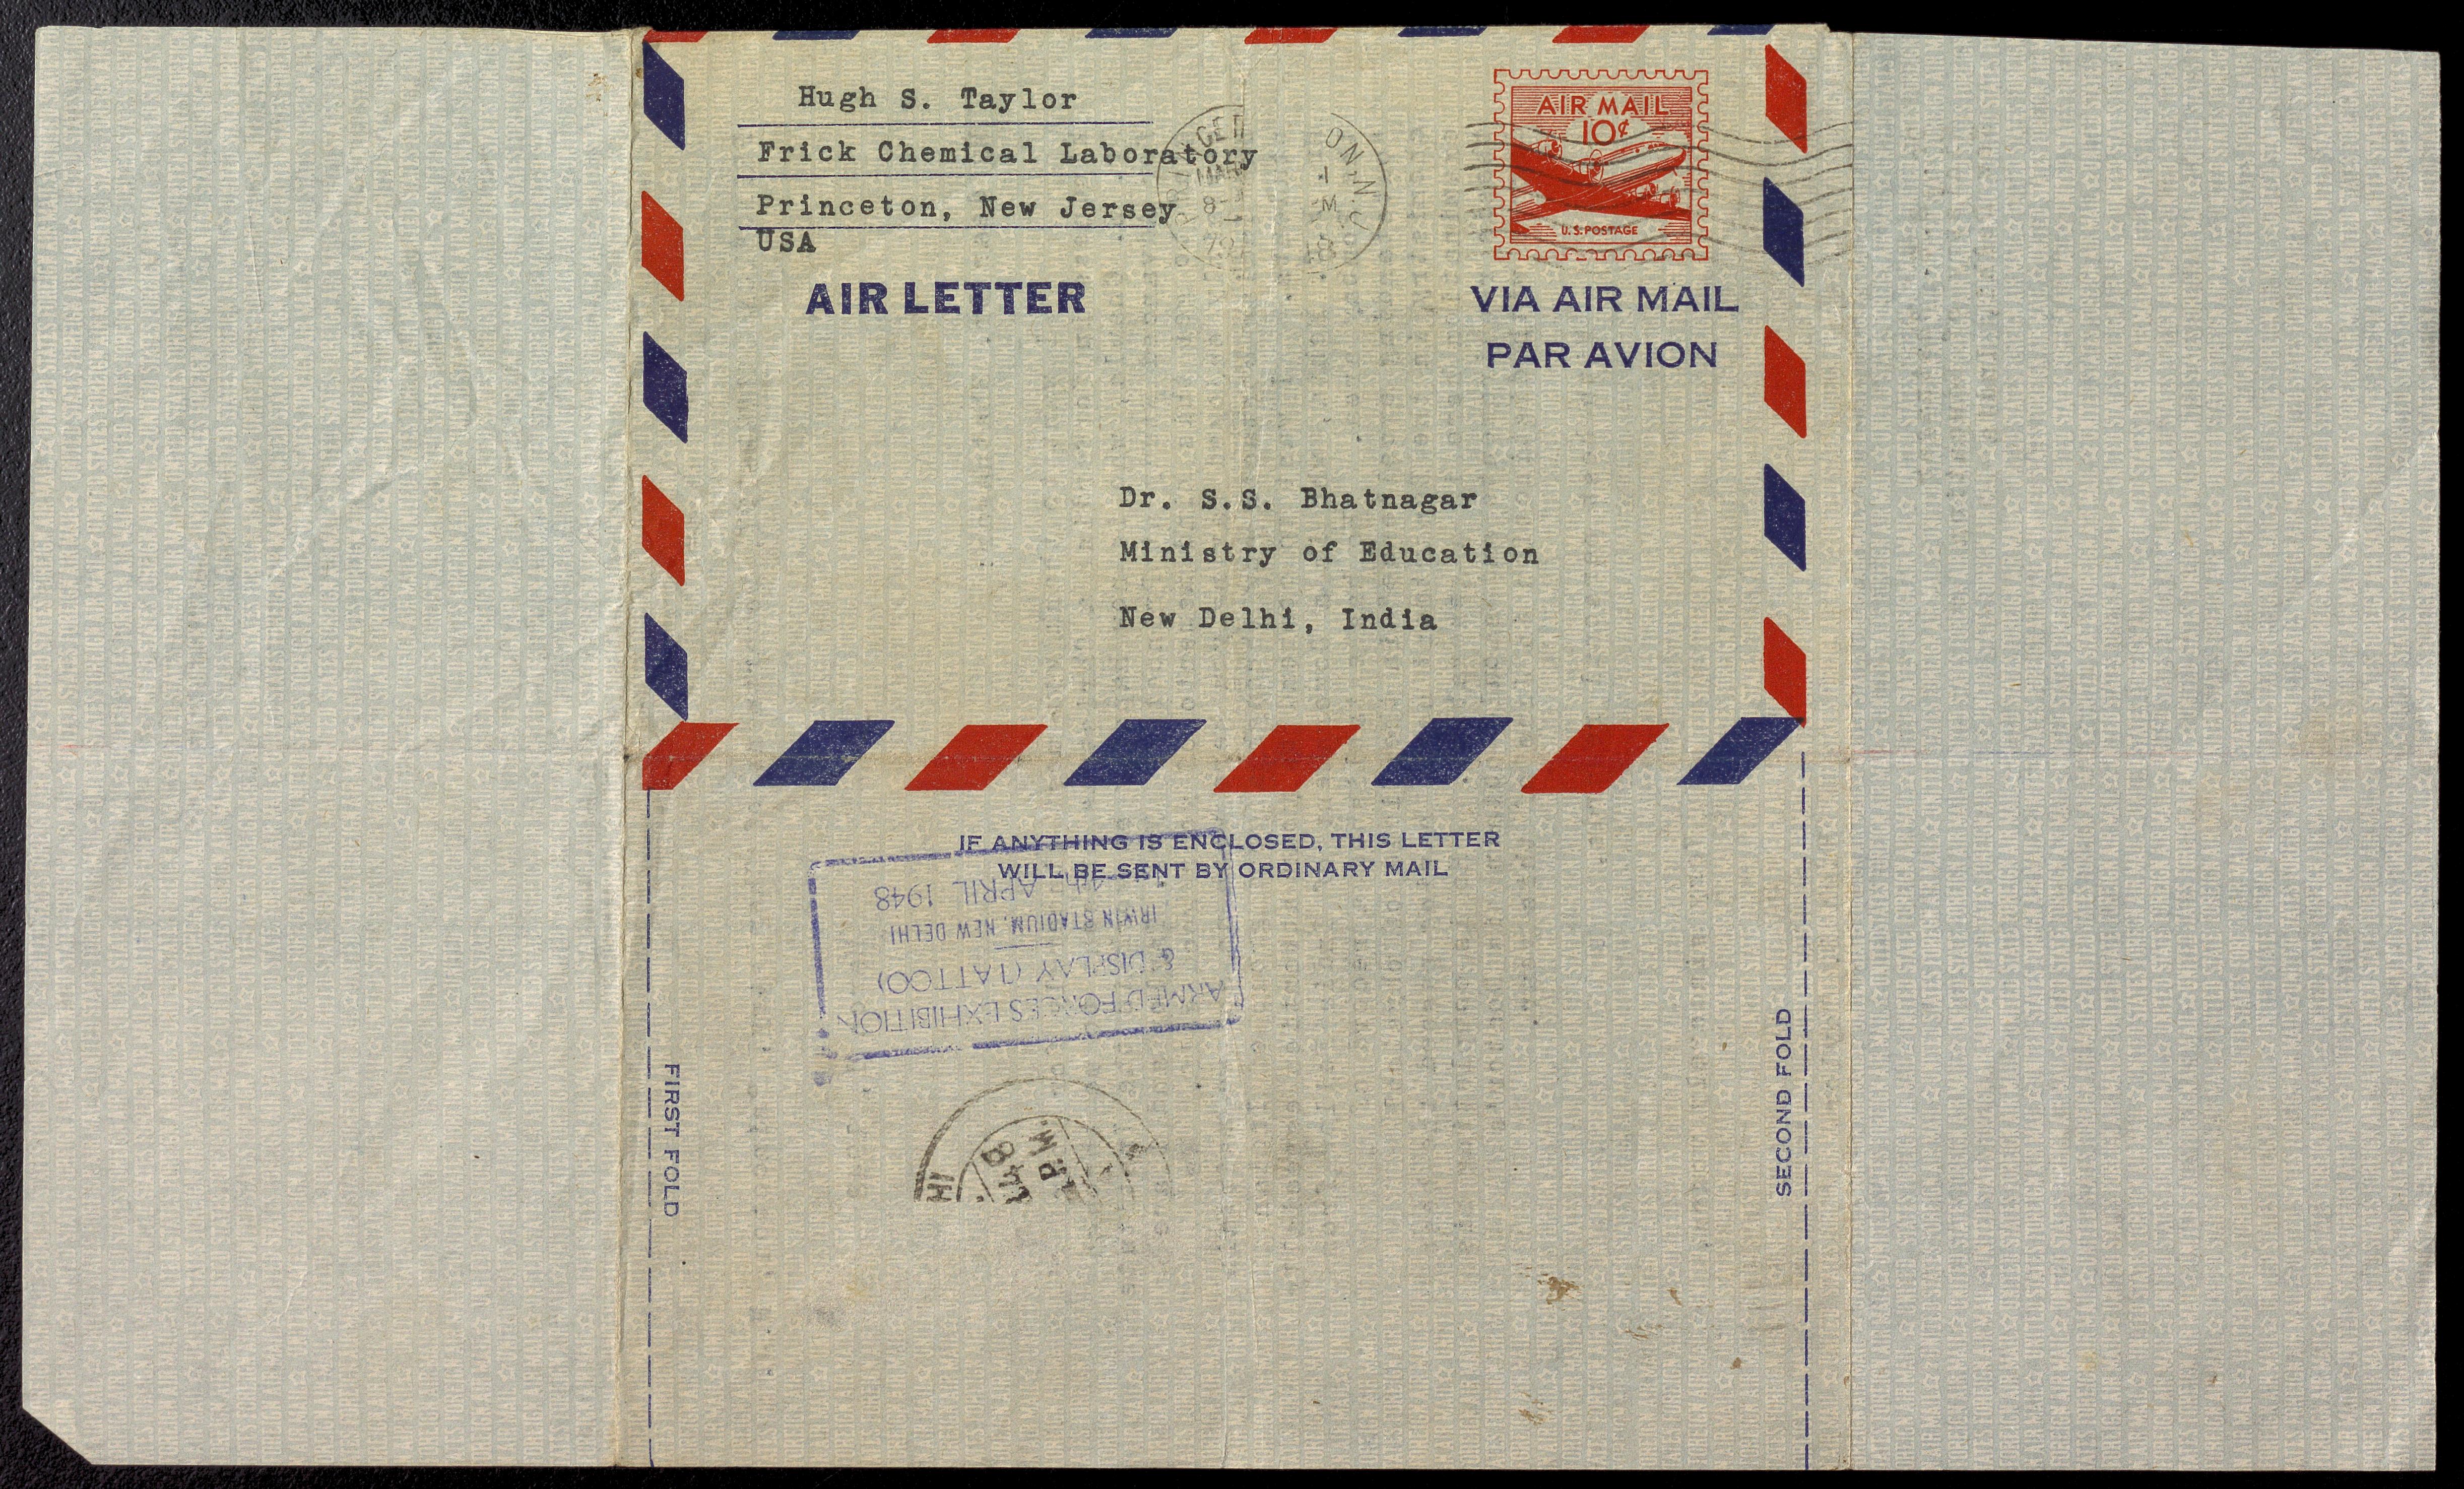 Hugh S. Taylor
Frick Chemical Laboratory
Princeton, New Jersey
USA
AIR LETTER
AIR MAIL
10¢
U.S. POSTAGE
VIA AIR MAIL
PAR AVION
Dr. S.S. Bhatnagar
Ministry of Education
New Delhi, India
IF ANYTHING IS ENCLOSED, THIS LETTER
WILL BE SENT BY ORDINARY MAIL
ARMED FORCES EXHIBITION
& DISPLAY (TATTOO)
IRWIN STADIUM, NEW DELHI
APRIL 1948
FIRST FOLD
SECOND FOLD